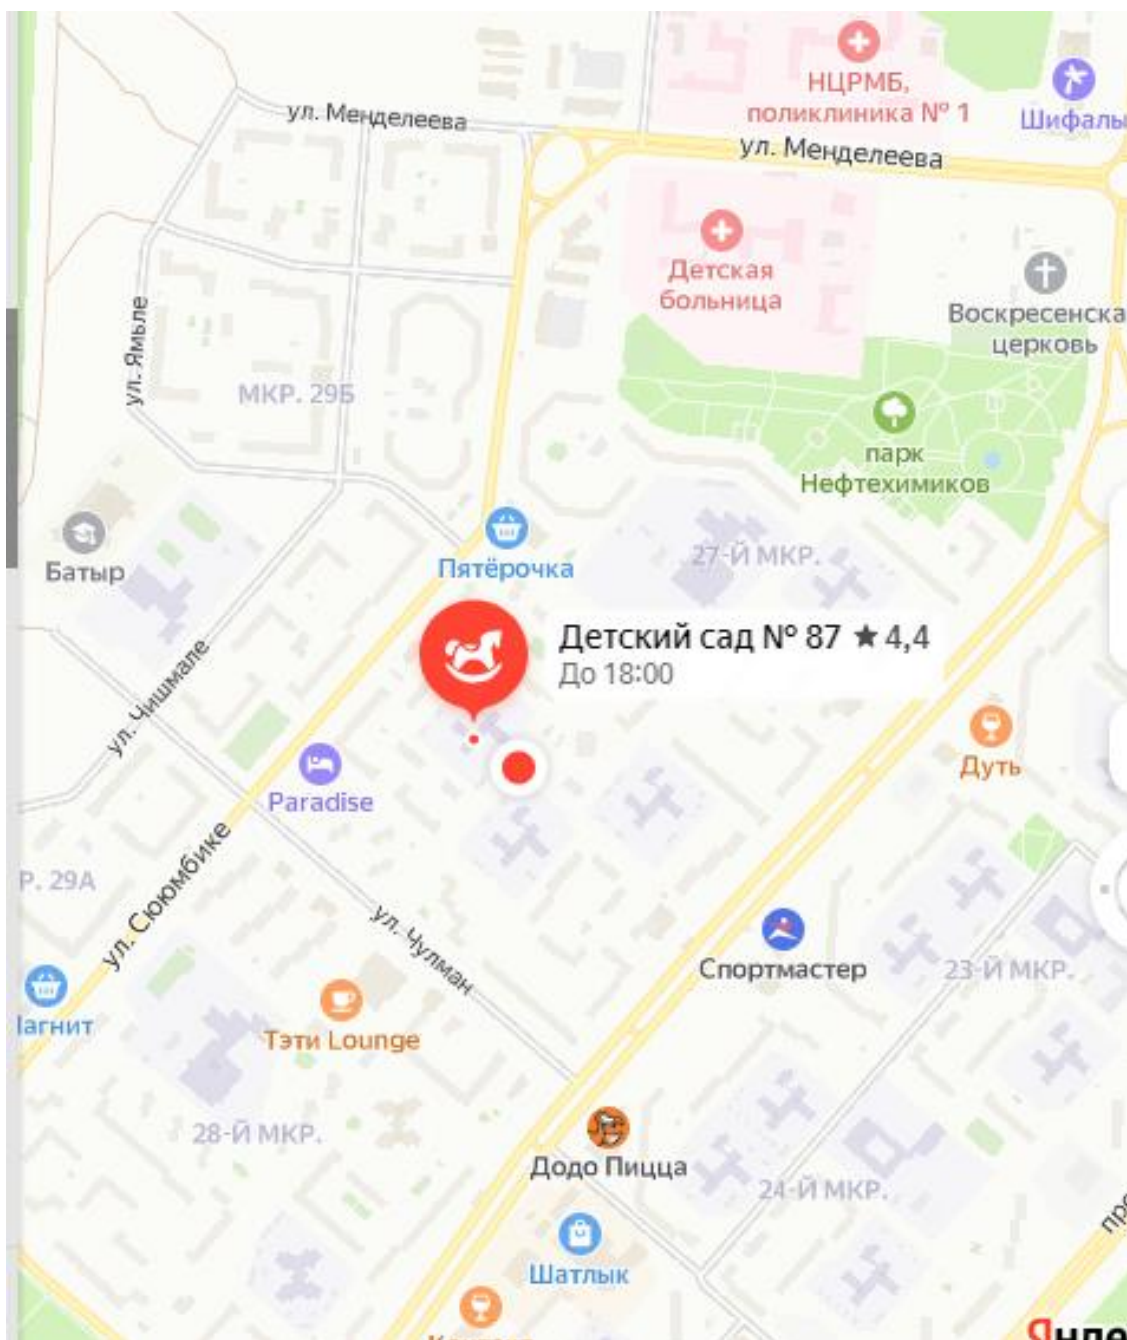 НЦРМБ,
поликлиника № 1
Шифалы
ул. Менделеева
ул. Менделеева
Детская
больница
Воскресенска
церковь
ул. Ямьле
МКР. 29Б
парк
Нефтехимиков
Батыр
Пятёрочка
27-Й МКР.
Детский сад № 87 ★ 4,4
До 18:00
ул. Чишмале
Paradise
Дуть
Р. 29А
ул. Сююмбике
ул. Чулман
Спортмастер
23-Й МКР.
агнит
Тэти Lounge
28-Й МКР.
Додо Пицца
24-Й МКР.
про
Шатлык
Яндe